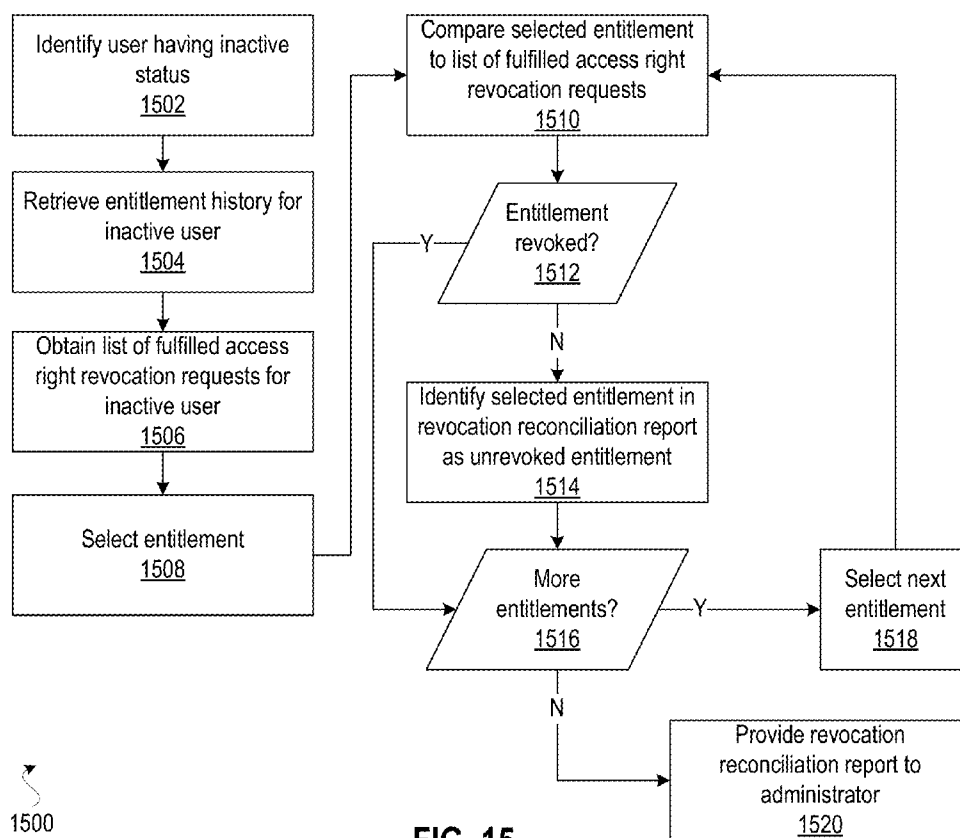 Identify user having inactive
status
1502
Retrieve entitlement history for
inactive user
1504
Obtain list of fulfilled access
right revocation requests for
inactive user
1506
Select entitlement
1508
Compare selected entitlement
to list of fulfilled access right
revocation requests
1510
Entitlement
revoked?
1512
Y
N
Identify selected entitlement in
revocation reconciliation report
as unrevoked entitlement
1514
More
entitlements?
1516
Y
Select next
entitlement
1518
N
Provide revocation
reconciliation report to
administrator
1520
1500
FIG. 15